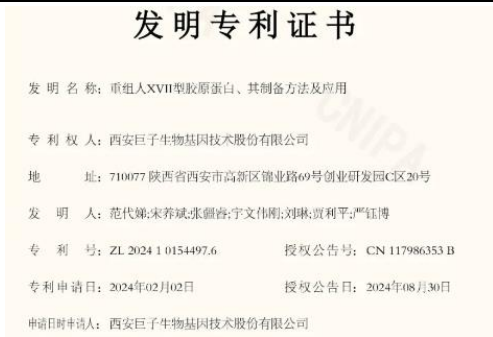 发明专利证书
发 明 名 称：重组人XVII型胶原蛋白、其制备方法及应用
专 利 权 人：西安巨子生物基因技术股份有限公司
地 址：710077 陕西省西安市高新区锦业路69号创业研发园C区20号
发 明 人：范代娣;宋养斌;张疆睿;宇文伟刚;刘琳;贾利平;严钰博
专 利 号：ZL 2024 1 0154497.6 授权公告号：CN 117986353 B
专利申请日：2024年02月02日 授权公告日：2024年08月30日
申请日时申请人：西安巨子生物基因技术股份有限公司
CNIPA